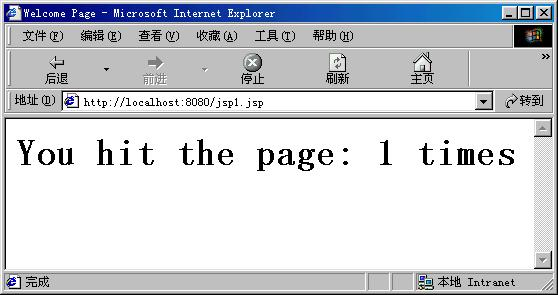 Welcome Page - Microsoft Internet Explorer
文件(F) 编辑(E) 查看(V) 收藏(A) 工具(T) 帮助(H)
后退 前进 停止 刷新 主页 »
地址(D) http://localhost:8080/jsp1.jsp 转到
You hit the page: 1 times
完成 本地 Intranet